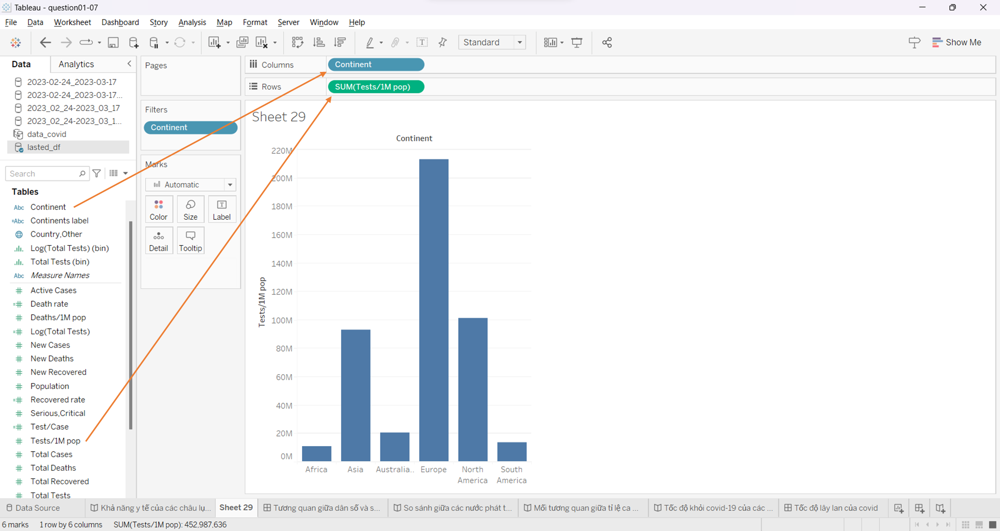 Tableau - question01-07
File Data Worksheet Dashboard Story Analysis Map Format Server Window Help
Standard
Show Me
Data Analytics
2023-02-24_2023-03-17
2023-02-24_2023-03-17...
2023_02_24-2023_03_17
2023_02_24-2023_03_1...
data_covid
lasted_df
Search
Tables
Abc Continent
=Abc Continents label
Country,Other
Log(Total Tests) (bin)
Total Tests (bin)
Abc Measure Names
# Active Cases
=# Death rate
# Deaths/1M pop
=# Log(Total Tests)
# New Cases
# New Deaths
# New Recovered
# Population
=# Recovered rate
# Serious,Critical
=# Test/Case
# Tests/1M pop
# Total Cases
# Total Deaths
# Total Recovered
# Total Tests
Pages
Filters
Continent
Marks
Automatic
Color Size Label
Detail Tooltip
Columns Continent
Rows SUM(Tests/1M pop)
Sheet 29
Continent
220M
200M
180M
160M
140M
120M
100M
80M
60M
40M
20M
0M
Tests/1M pop
Africa Asia Australia.. Europe North America South America
Data Source Khả năng y tế của các châu lụ... Sheet 29 Tương quan giữa dân số và s... So sánh giữa các nước phát t... Mối tương quan giữa tỉ lệ ca ... Tốc độ khỏi covid-19 của các ... Tốc độ lây lan của covid
6 marks 1 row by 6 columns SUM(Tests/1M pop): 452,987,636